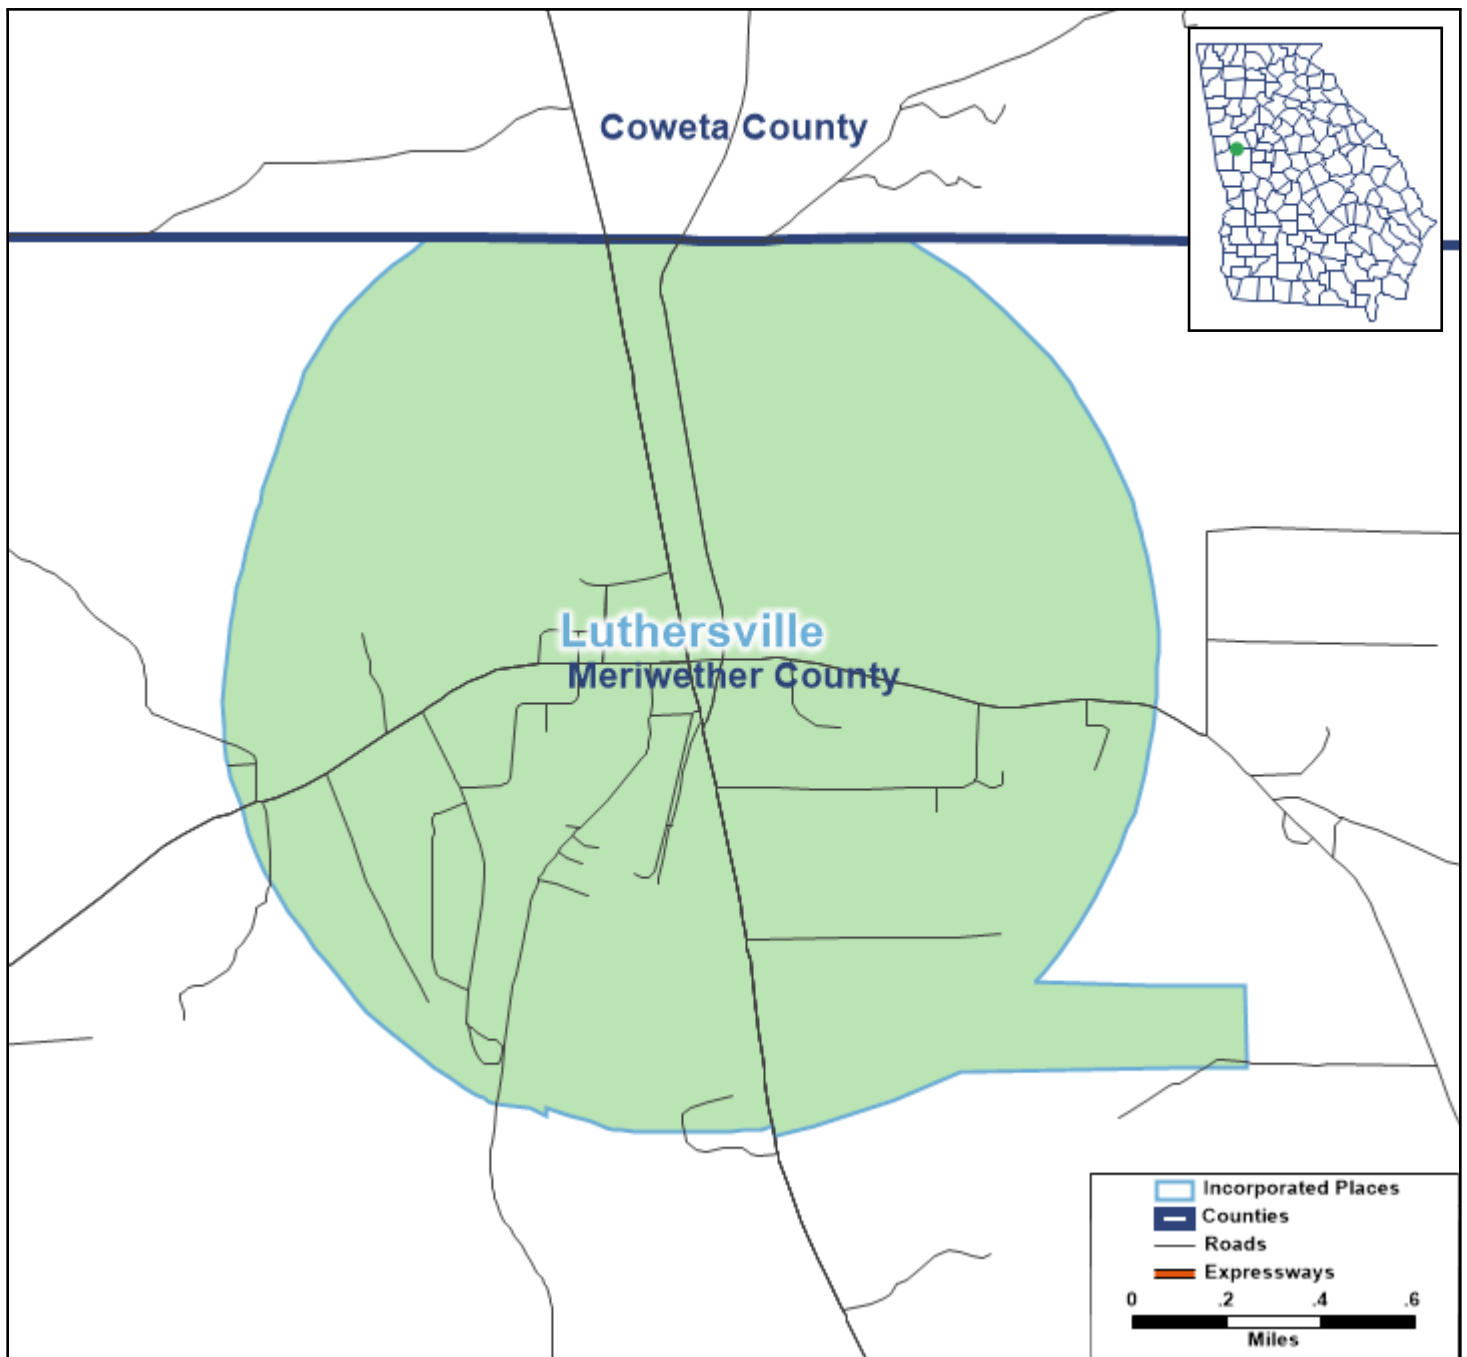 Coweta County
Luthersville
Meriwether County
Incorporated Places
Counties
Roads
Expressways
0 .2 .4 .6
Miles